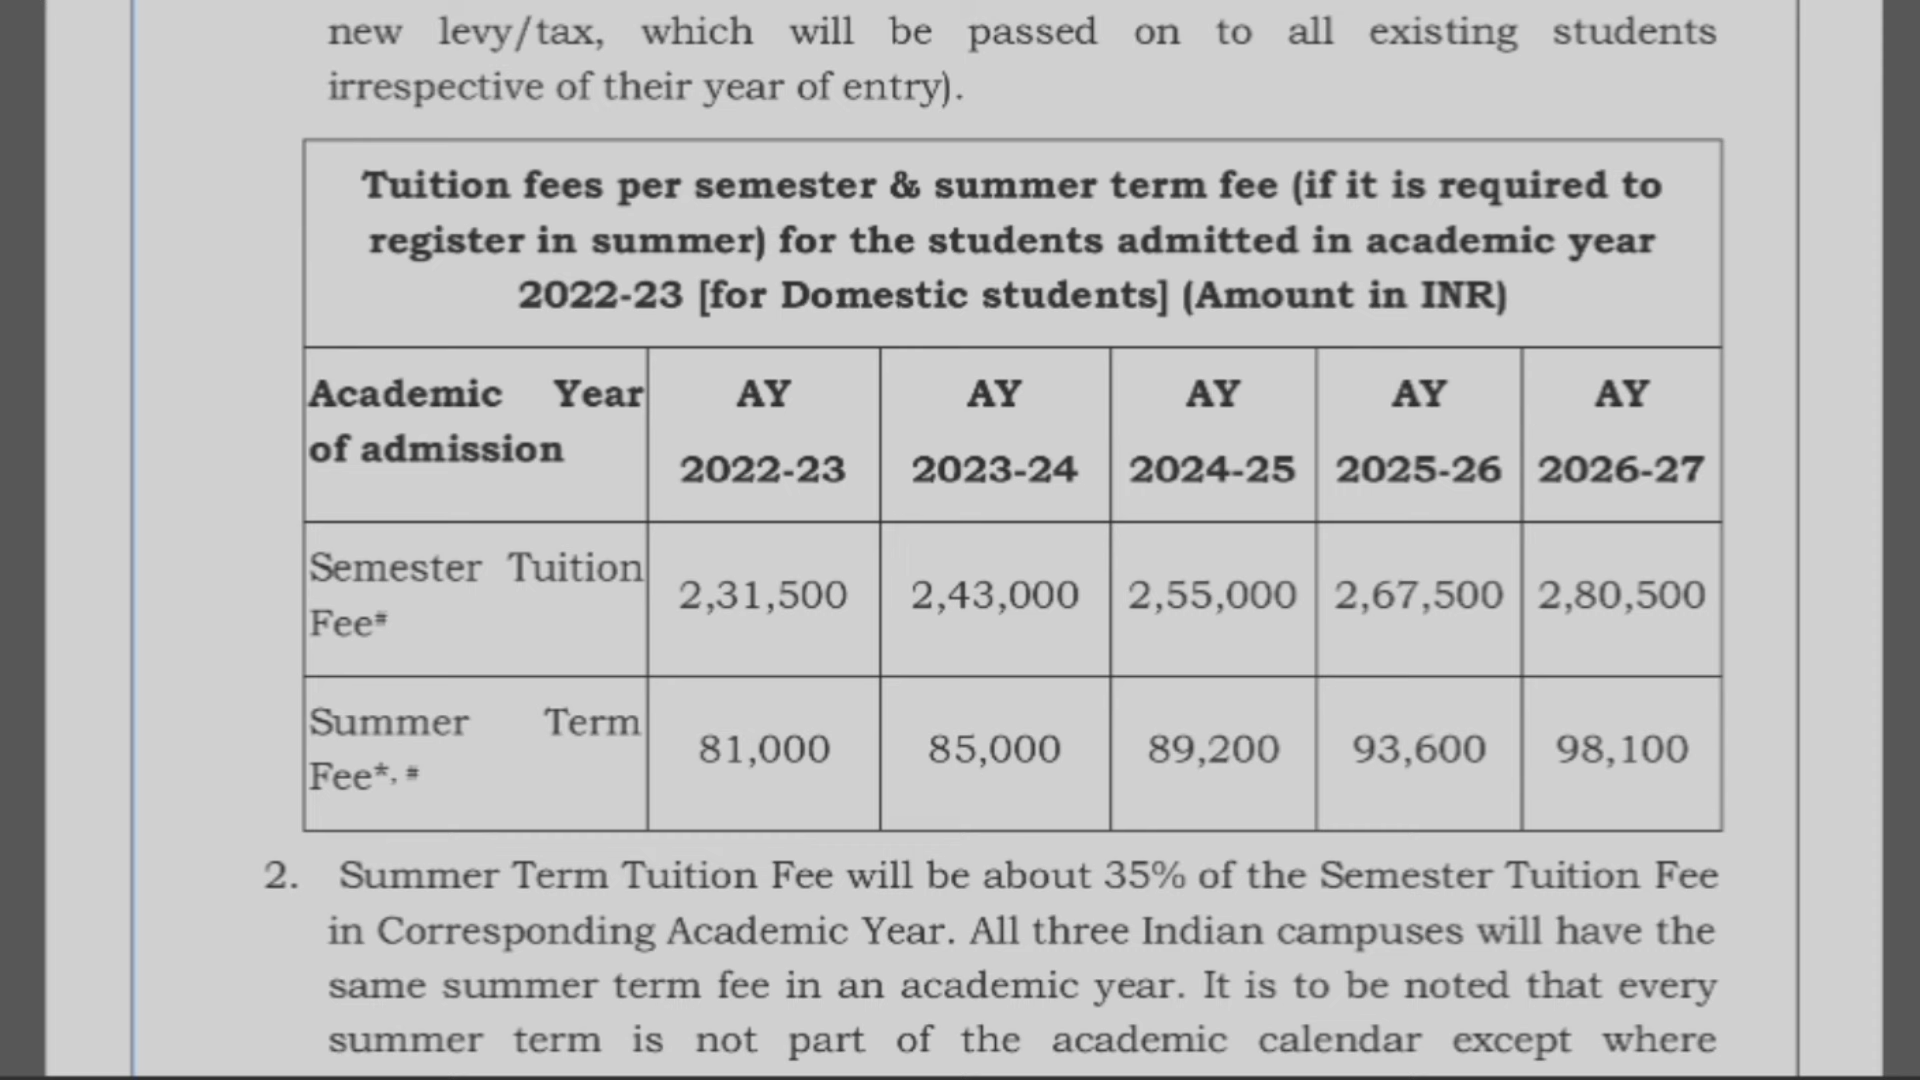 new levy/tax, which will be passed on to all existing students
irrespective of their year of entry).
Tuition fees per semester & summer term fee (if it is required to
register in summer) for the students admitted in academic year
2022-23 [for Domestic students] (Amount in INR)
Academic Year
of admission
AY
2022-23
AY
2023-24
AY
2024-25
AY
2025-26
AY
2026-27
Semester Tuition
Fee#
2,31,500
2,43,000
2,55,000
2,67,500
2,80,500
Summer Term
Fee*, #
81,000
85,000
89,200
93,600
98,100
2. Summer Term Tuition Fee will be about 35% of the Semester Tuition Fee
in Corresponding Academic Year. All three Indian campuses will have the
same summer term fee in an academic year. It is to be noted that every
summer term is not part of the academic calendar except where